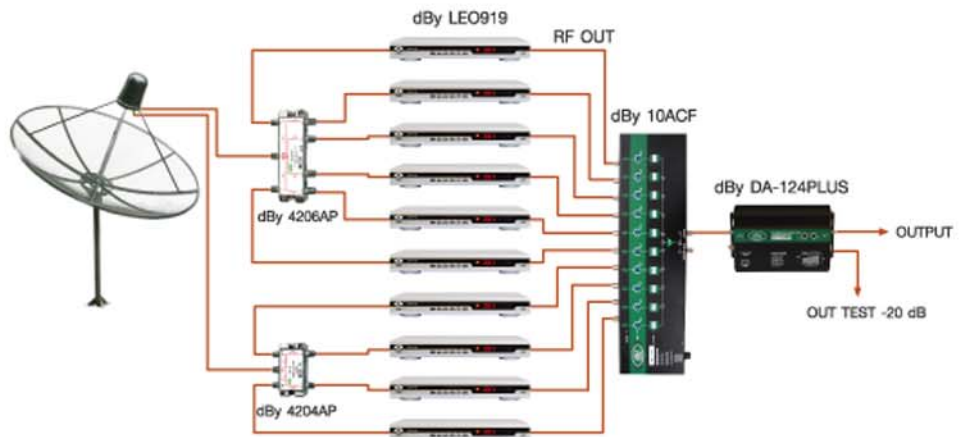 dBy LEO919
RF OUT
dBy 10ACF
dBy 4206AP
dBy DA-124PLUS
OUTPUT
OUT TEST -20 dB
dBy 4204AP